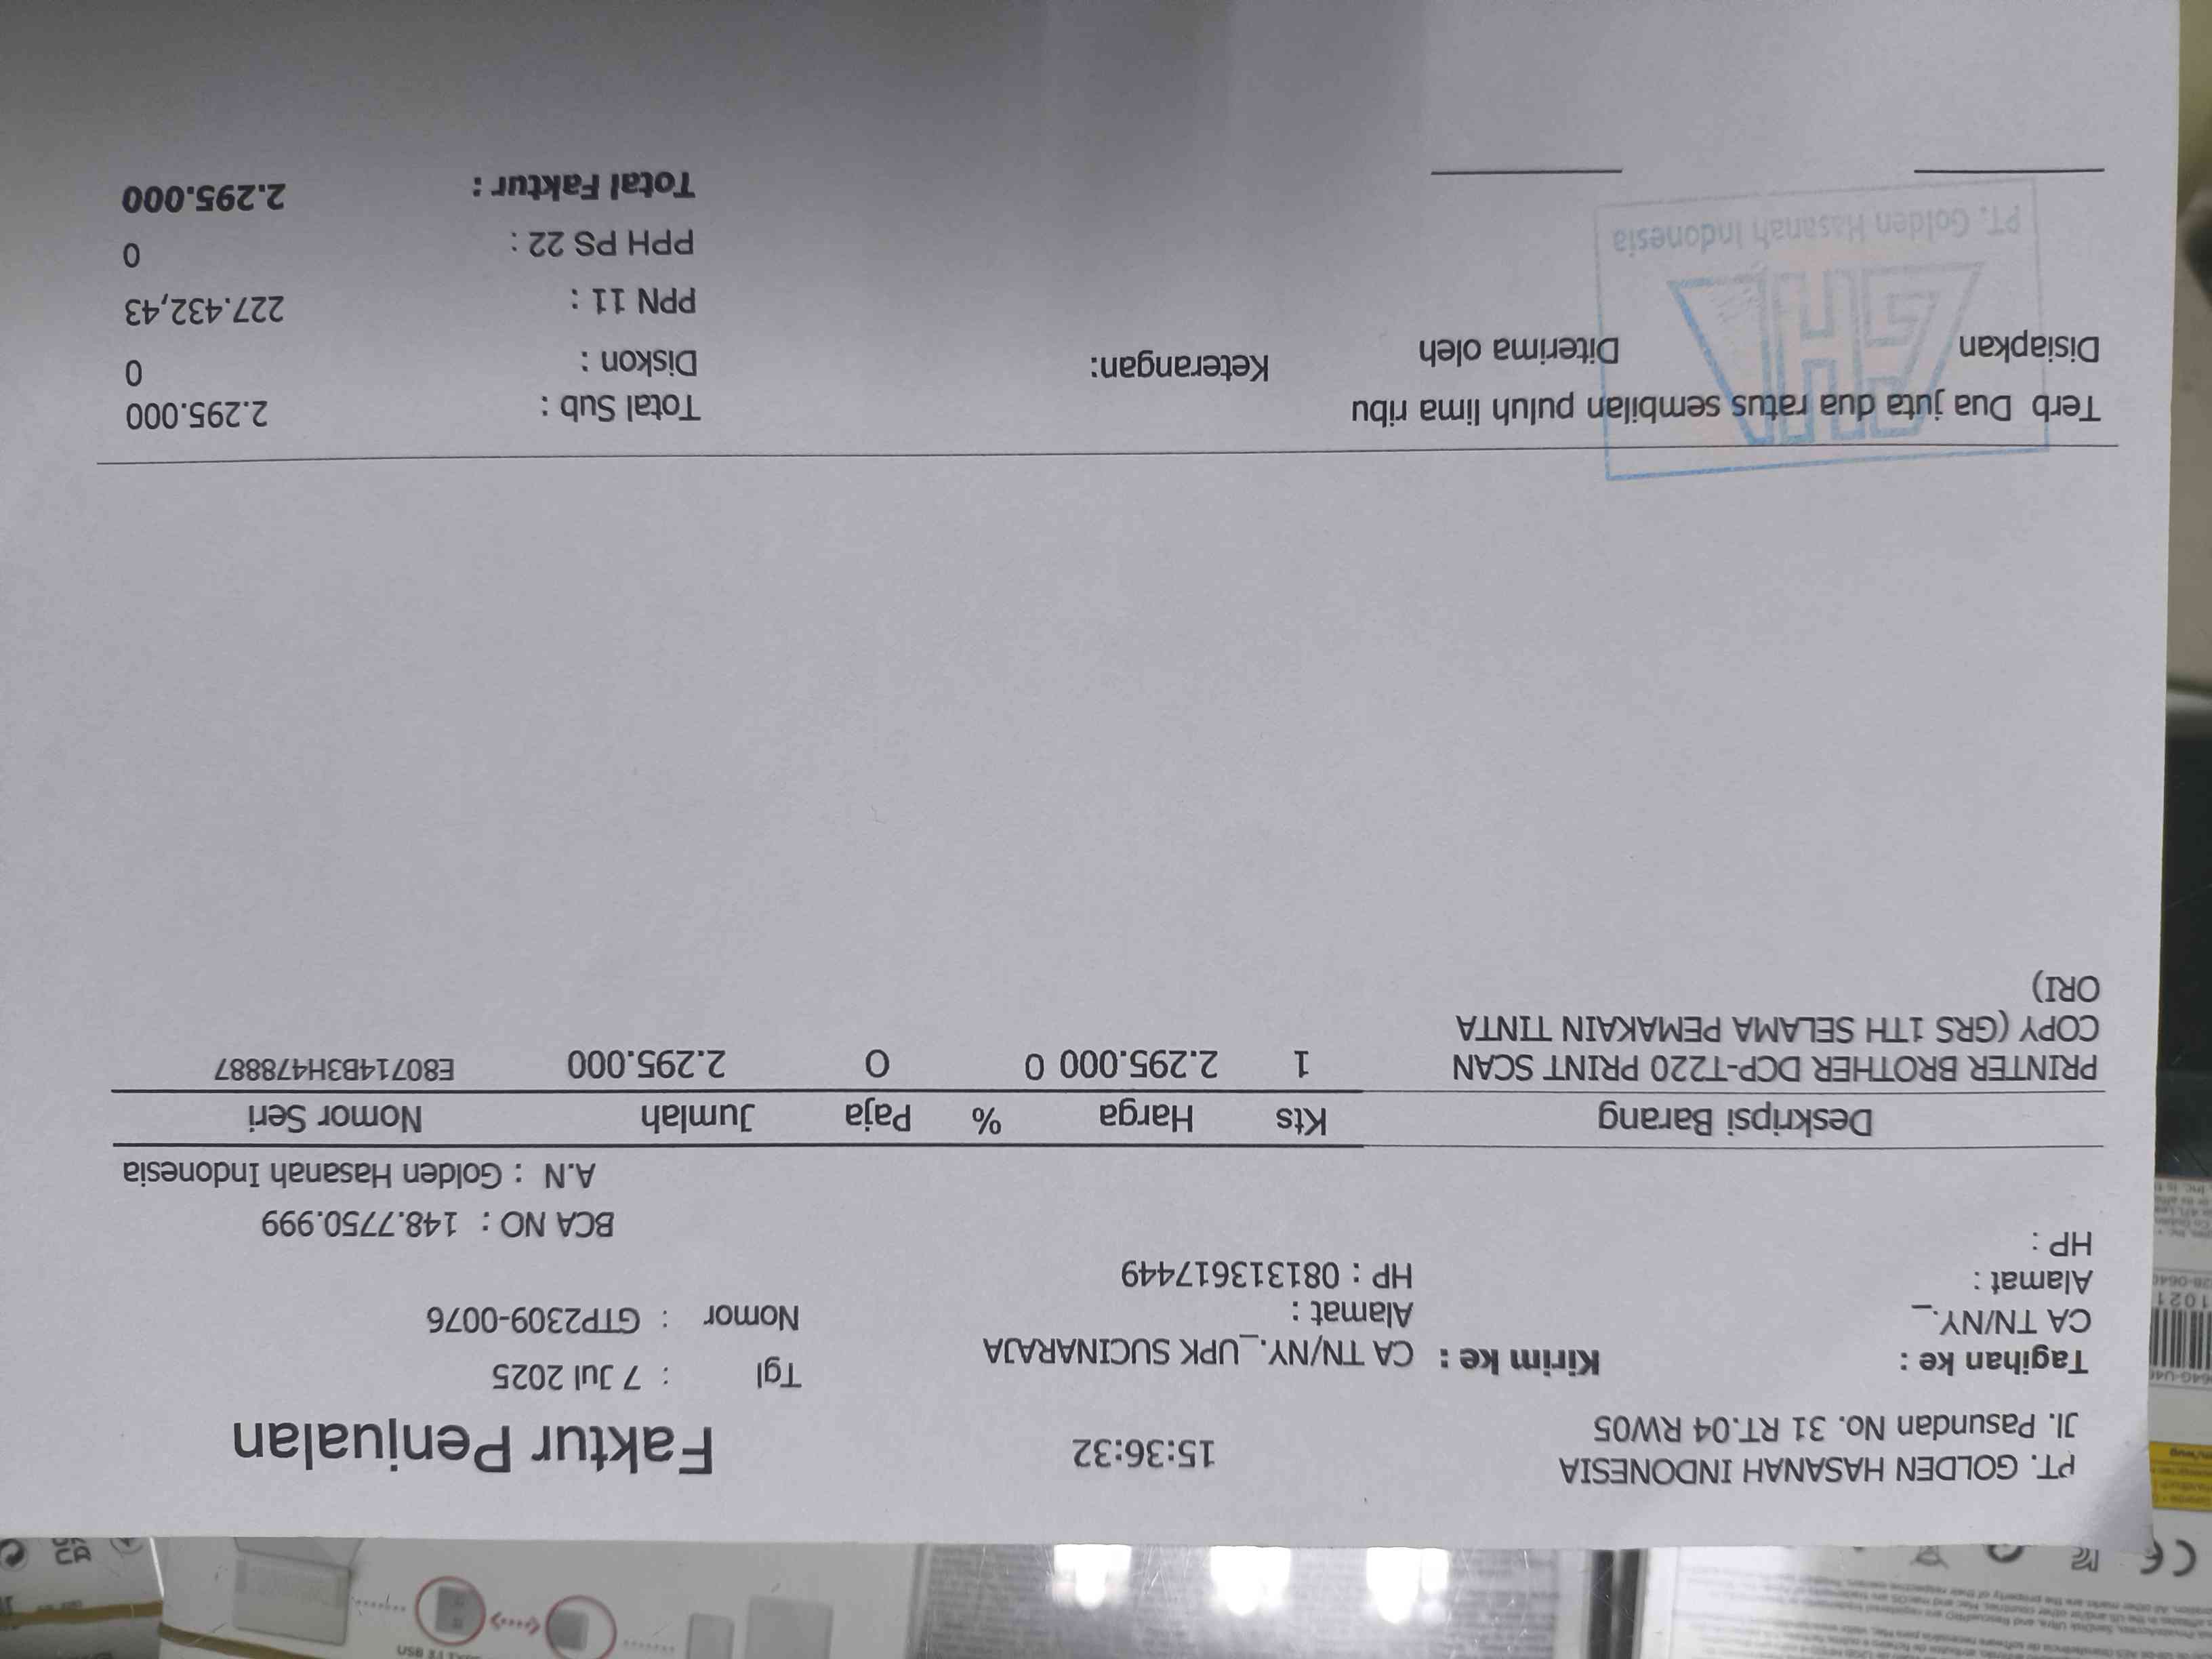 PT. GOLDEN HASANAH INDONESIA
Jl. Pasundan No. 31 RT.04 RW05
15:36:32
Faktur Penjualan
Tagihan ke :
CA TN/NY._
Alamat :
HP :
Kirim ke : CA TN/NY._UPK SUCINARAJA
Alamat :
HP : 081313617449
Tgl : 7 Jul 2025
Nomor : GTP2309-0076
BCA NO : 148.7750.999
A.N : Golden Hasanah Indonesia
Deskripsi Barang Kts Harga % Paja Jumlah Nomor Seri
PRINTER BROTHER DCP-T220 PRINT SCAN 1 2.295.000 0 O 2.295.000 E80714B3H478887
COPY (GRS 1TH SELAMA PEMAKAIN TINTA
ORI)
Terb Dua juta dua ratus sembilan puluh lima ribu
Disiapkan Diterima oleh Keterangan:
GHI
PT. Golden Hasanah Indonesia
Total Sub : 2.295.000
Diskon : 0
PPN 11 : 227.432,43
PPH PS 22 : 0
Total Faktur : 2.295.000